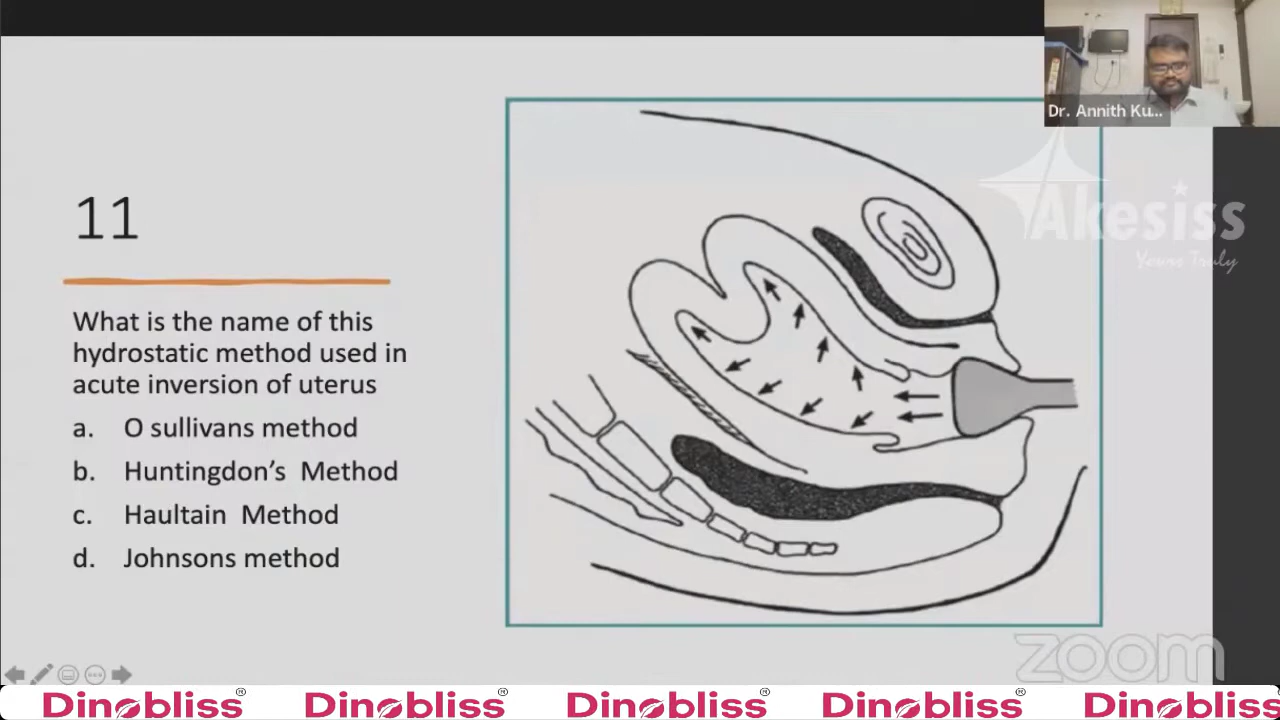 Dr. Annith Ku...
Akesiss
Yours Truly
11
What is the name of this
hydrostatic method used in
acute inversion of uterus
a. O sullivans method
b. Huntingdon's Method
c. Haultain Method
d. Johnsons method
zoom
Dinobliss® Dinobliss® Dinobliss® Dinobliss® Dinobliss